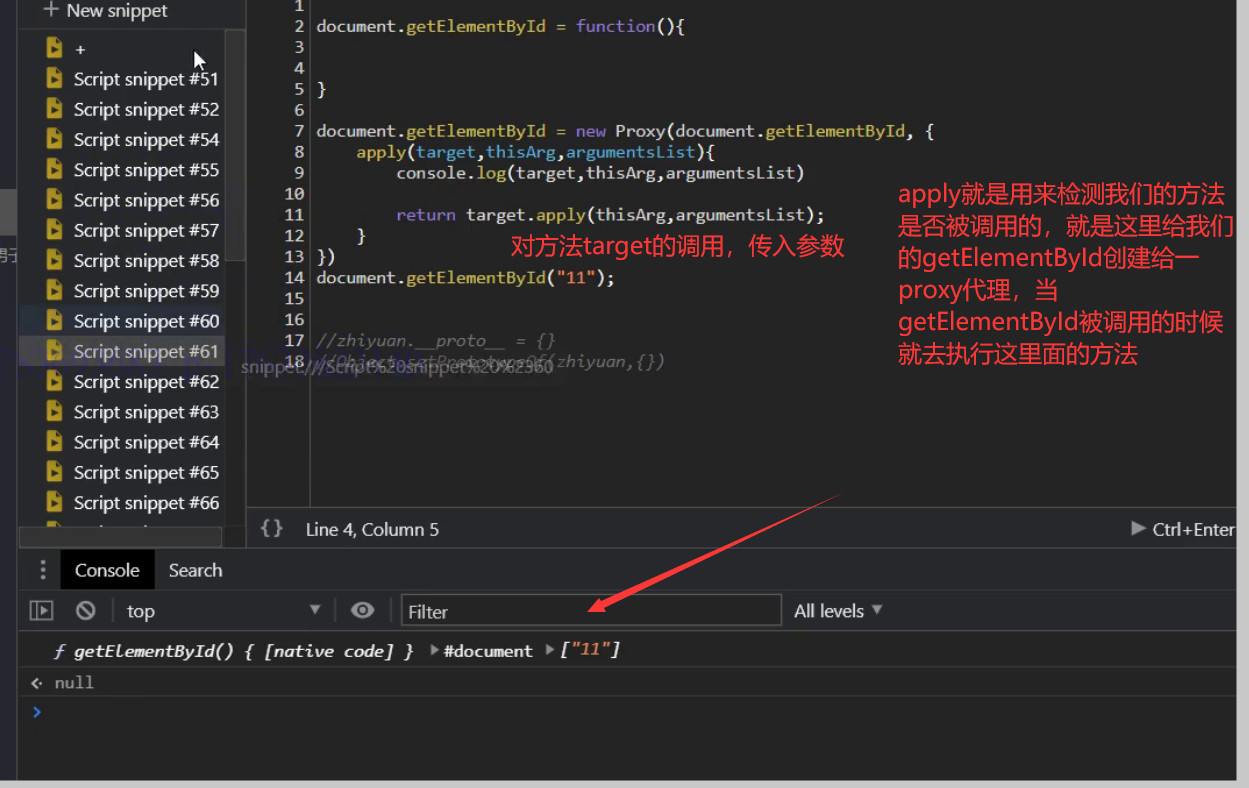 New snippet
+
Script snippet #51
Script snippet #52
Script snippet #54
Script snippet #55
Script snippet #56
Script snippet #57
Script snippet #58
Script snippet #59
Script snippet #60
Script snippet #61
Script snippet #62
Script snippet #63
Script snippet #64
Script snippet #65
Script snippet #66
1
2 document.getElementById = function(){
3
4
5 }
6
7 document.getElementById = new Proxy(document.getElementById, {
8 apply(target,thisArg,argumentsList){
9 console.log(target,thisArg,argumentsList)
10
11 return target.apply(thisArg,argumentsList);
12 }
13 })
14 document.getElementById("11");
15
16
17 //zhiyuan.__proto__ = {}
18 //Object.setPrototypeOf(zhiyuan,{})
snippet:///Script%20snippet%20%2360
对方法target的调用，传入参数
apply就是用来检测我们的方法
是否被调用的，就是这里给我们
的getElementById创建给一
proxy代理，当
getElementById被调用的时候
就去执行这里面的方法
{} Line 4, Column 5
Ctrl+Enter
Console Search
top Filter All levels
ƒ getElementById() { [native code] } #document ["11"]
null